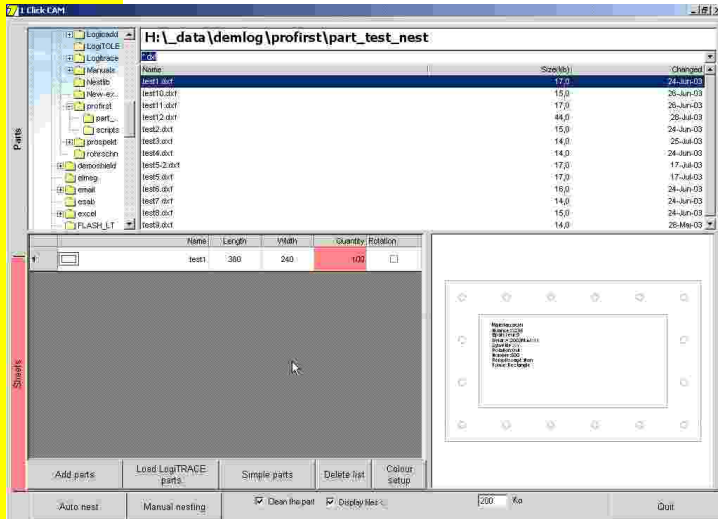 1 Click CAM
H:\_data\demlog\profirst\part_test_nest
*.dxf
Logicadd
LogiTOLE
Logitrace
Manuals
Nestlib
New-ex..
profirst
part_..
scripts
prospekt
rohrschn
demoshield
elmsg
email
esab
excel
FLASH_LT
Parts
Name Size(kb) Changed
test1.dxf 17,0 24-Jun-03
test10.dxf 15,0 26-Jun-03
test11.dxf 17,0 26-Jun-03
test12.dxf 44,0 28-Jul-03
test2.dxf 15,0 24-Jun-03
test3.dxf 14,0 25-Jul-03
test4.dxf 14,0 24-Jun-03
test5-2.dxf 17,0 17-Jul-03
test5.dxf 17,0 17-Jul-03
test6.dxf 16,0 24-Jun-03
test7.dxf 14,0 24-Jun-03
test8.dxf 15,0 24-Jun-03
test9.dxf 14,0 28-Mai-03
Name Length Width Quantity Rotation
test1 380 240 100
Streets
Add parts
Load LogiTRACE parts
Simple parts
Delete list
Colour setup
Auto nest
Manual nesting
Clean the part
Display files <
200 Ko
Quit